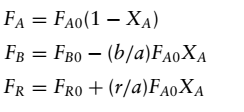 F_A = F_{A0}(1 − X_A)
F_B = F_{B0} − (b/a)F_{A0}X_A
F_R = F_{R0} + (r/a)F_{A0}X_A